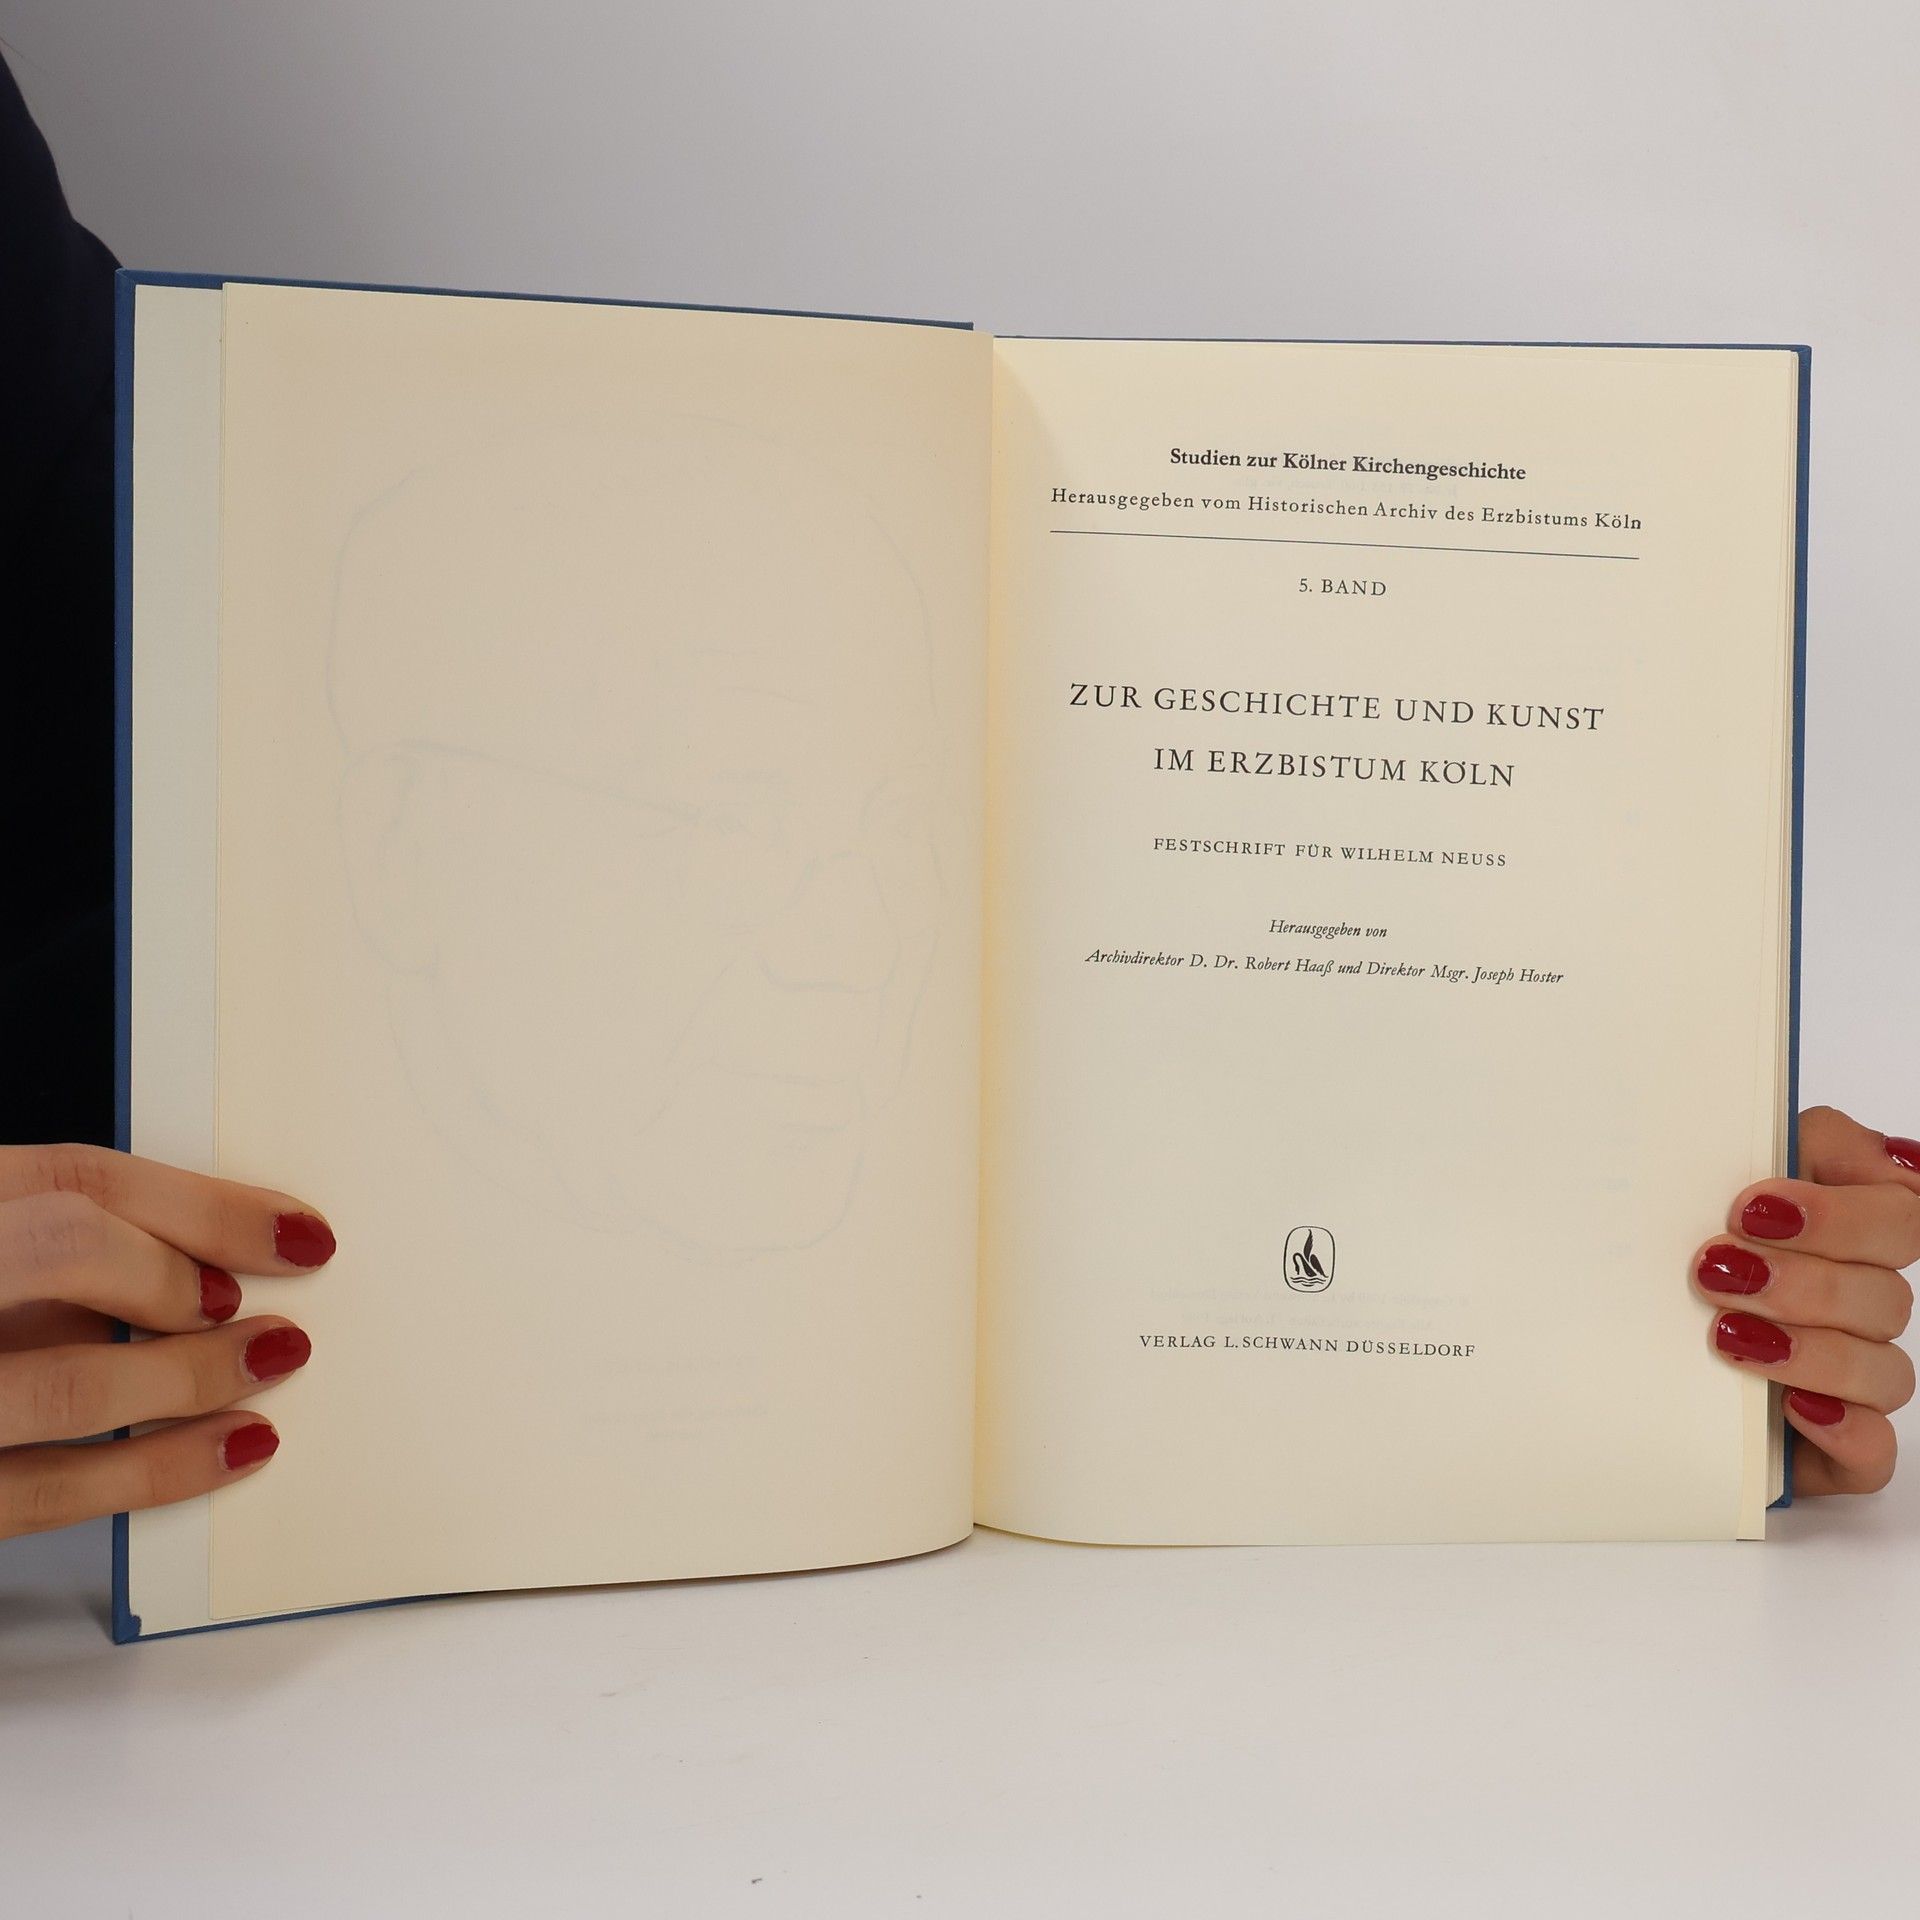 Studien zur Kölner Kirchengeschichte
Herausgegeben vom Historischen Archiv des Erzbistums Köln
5. BAND
ZUR GESCHICHTE UND KUNST
IM ERZBISTUM KÖLN
FESTSCHRIFT FÜR WILHELM NEUSS
Herausgegeben von
Archivdirektor D. Dr. Robert Haaß und Direktor Msgr. Joseph Hoster
VERLAG L. SCHWANN DÜSSELDORF